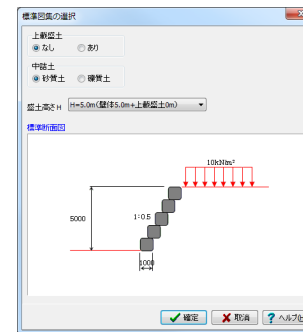 標準図集の選択
上載盛土
なし あり
中詰土
砂質土 礫質土
盛土高さH H=5.0m(壁体5.0m+上載盛土0m)
標準断面図
10kN/m²
5000
1:0.5
1000
確定 取消 ヘルプ(H)